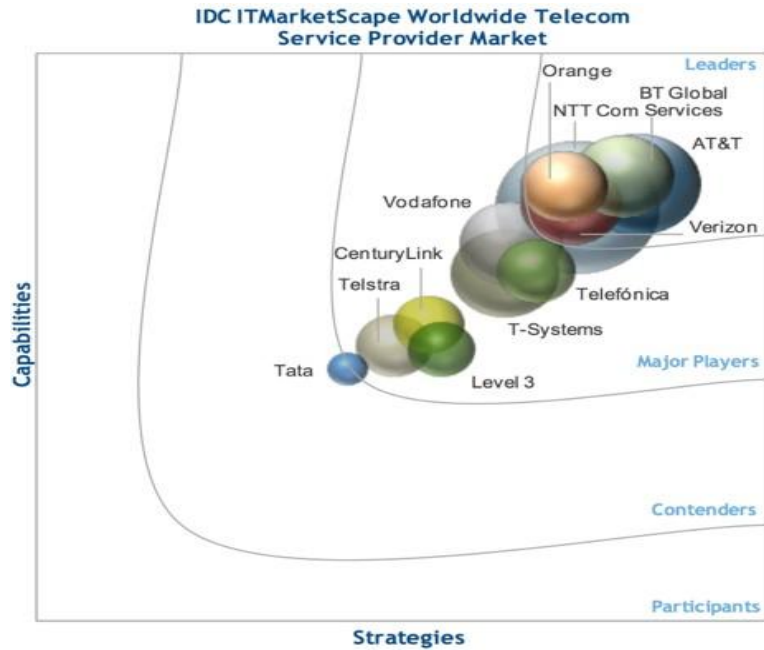 IDC ITMarketScape Worldwide Telecom
Service Provider Market
Leaders
Orange
BT Global
NTT Com Services
AT&T
Vodafone
Verizon
CenturyLink
Telstra
Telefónica
T-Systems
Major Players
Tata
Level 3
Capabilities
Contenders
Participants
Strategies